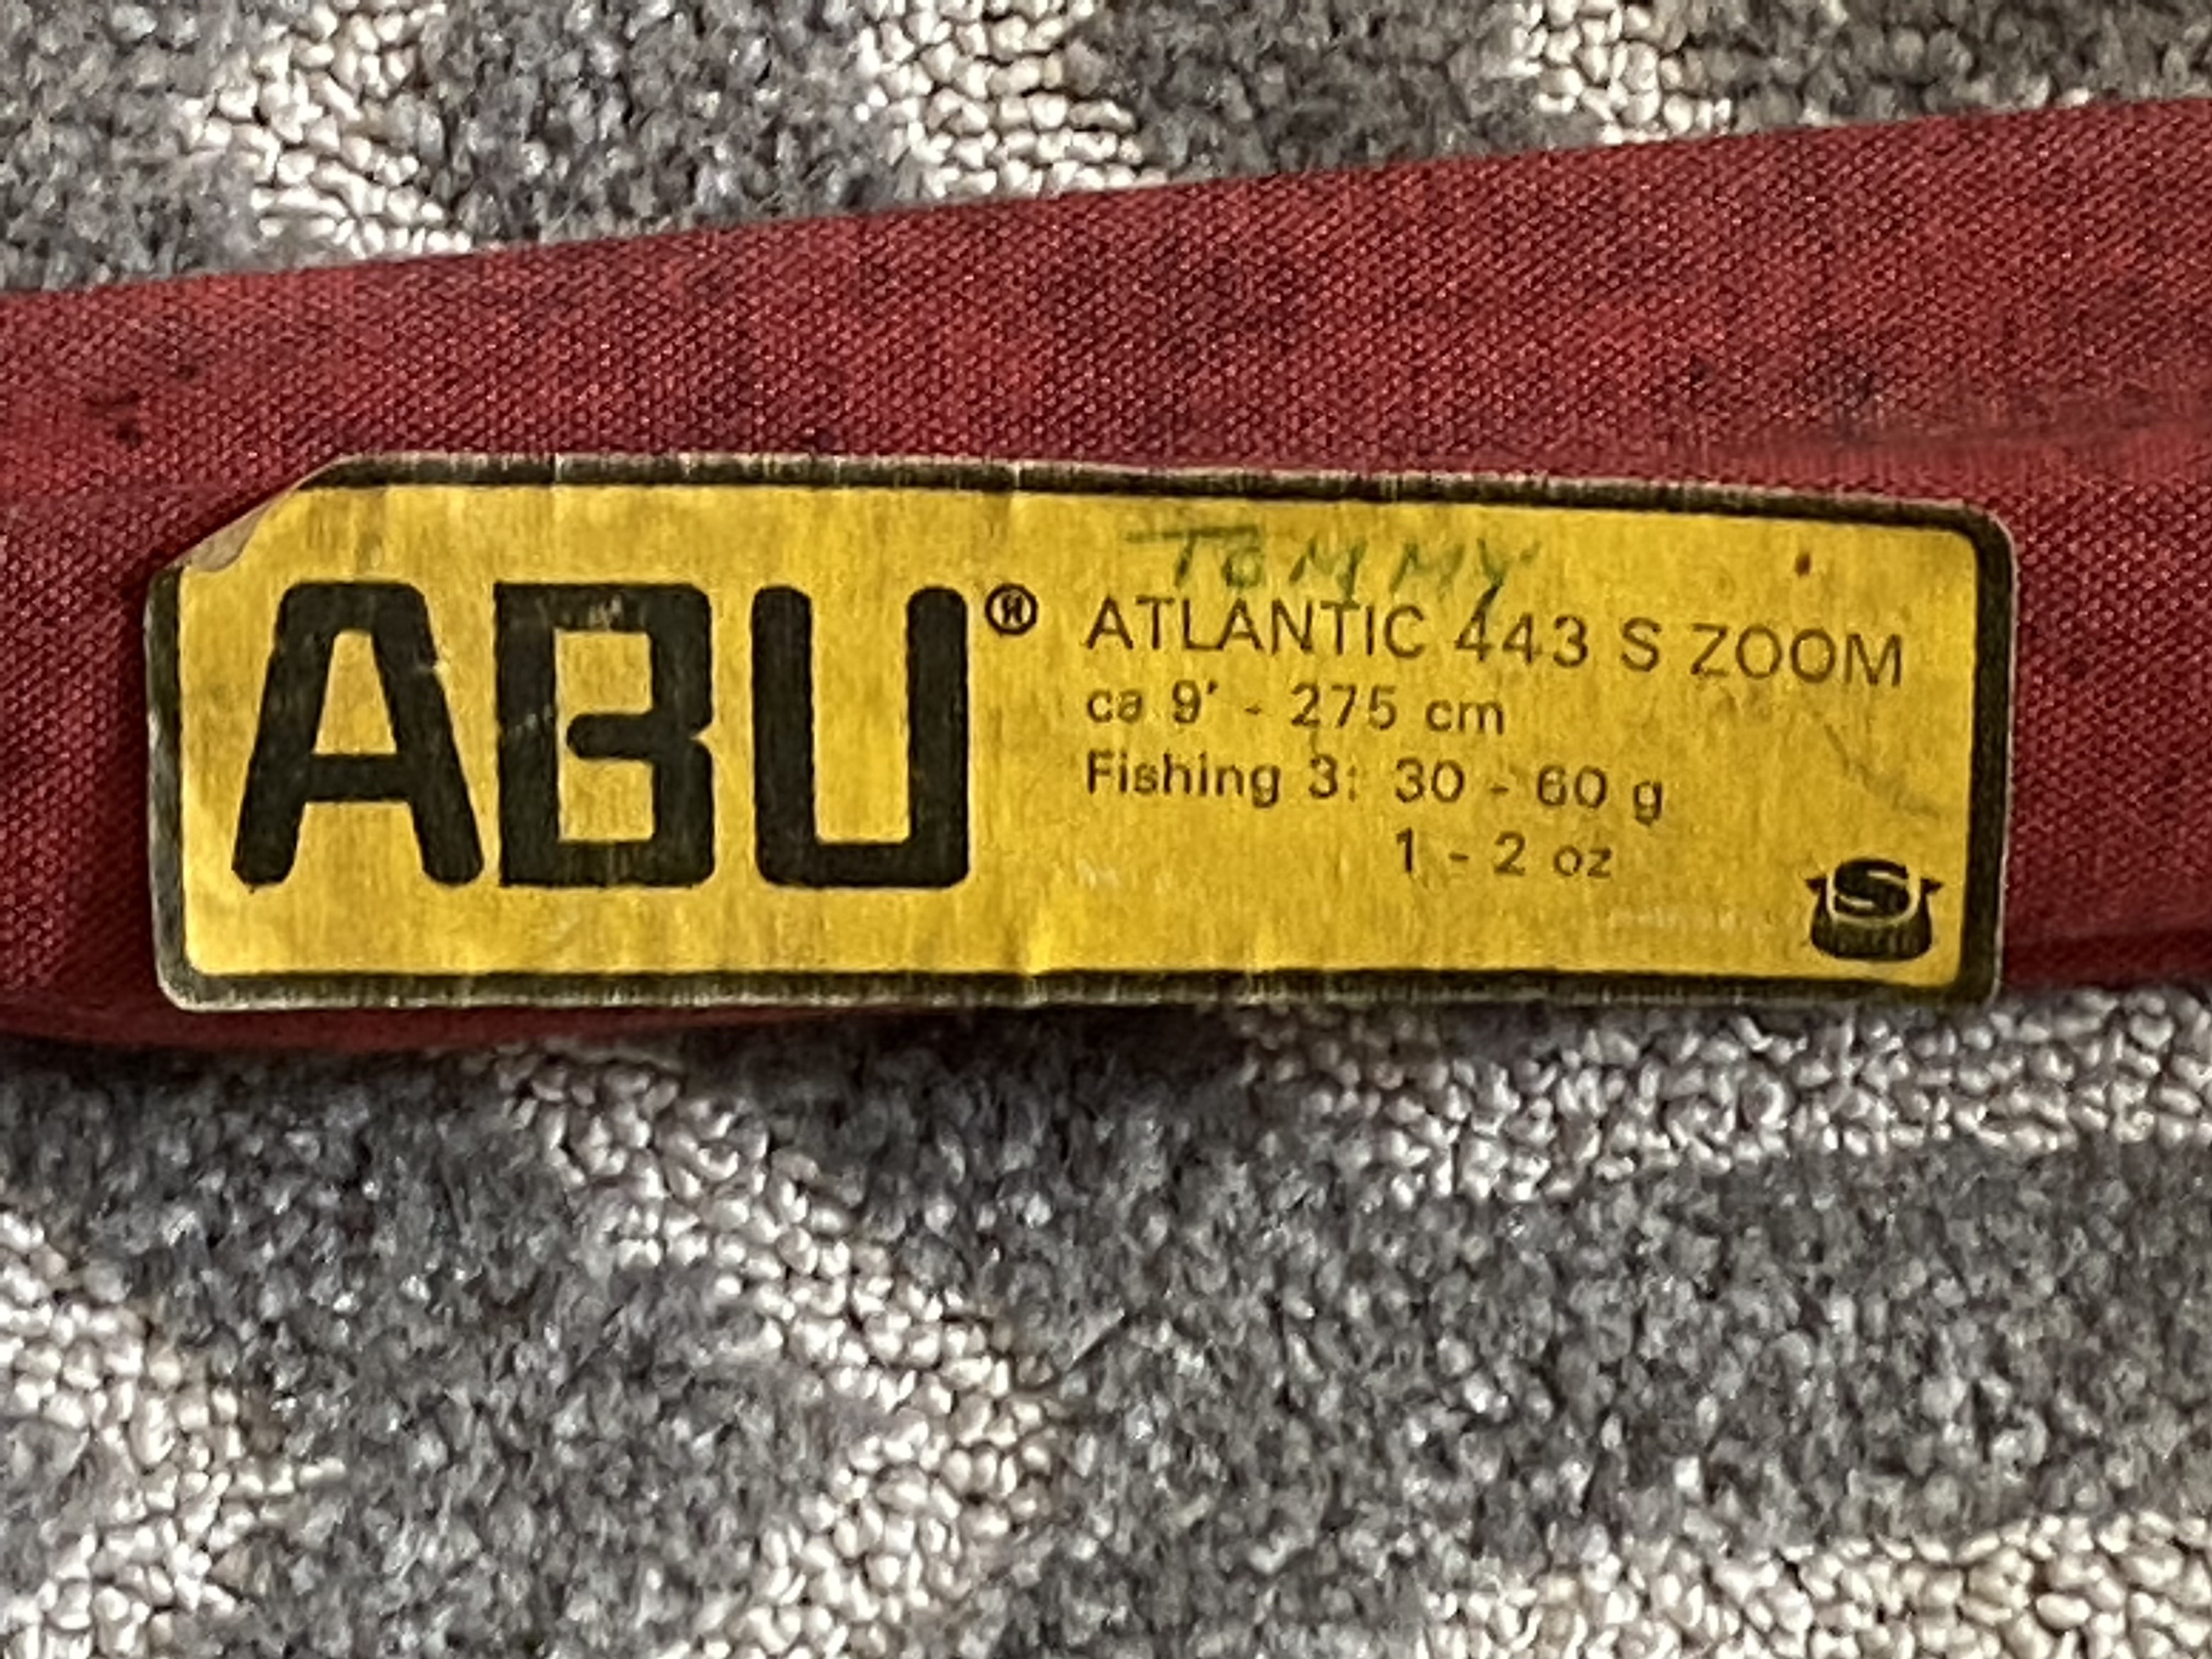 TOMMY
ABU®
ATLANTIC 443 S ZOOM
ca 9' - 275 cm
Fishing 3: 30 - 60 g
1 - 2 oz
S